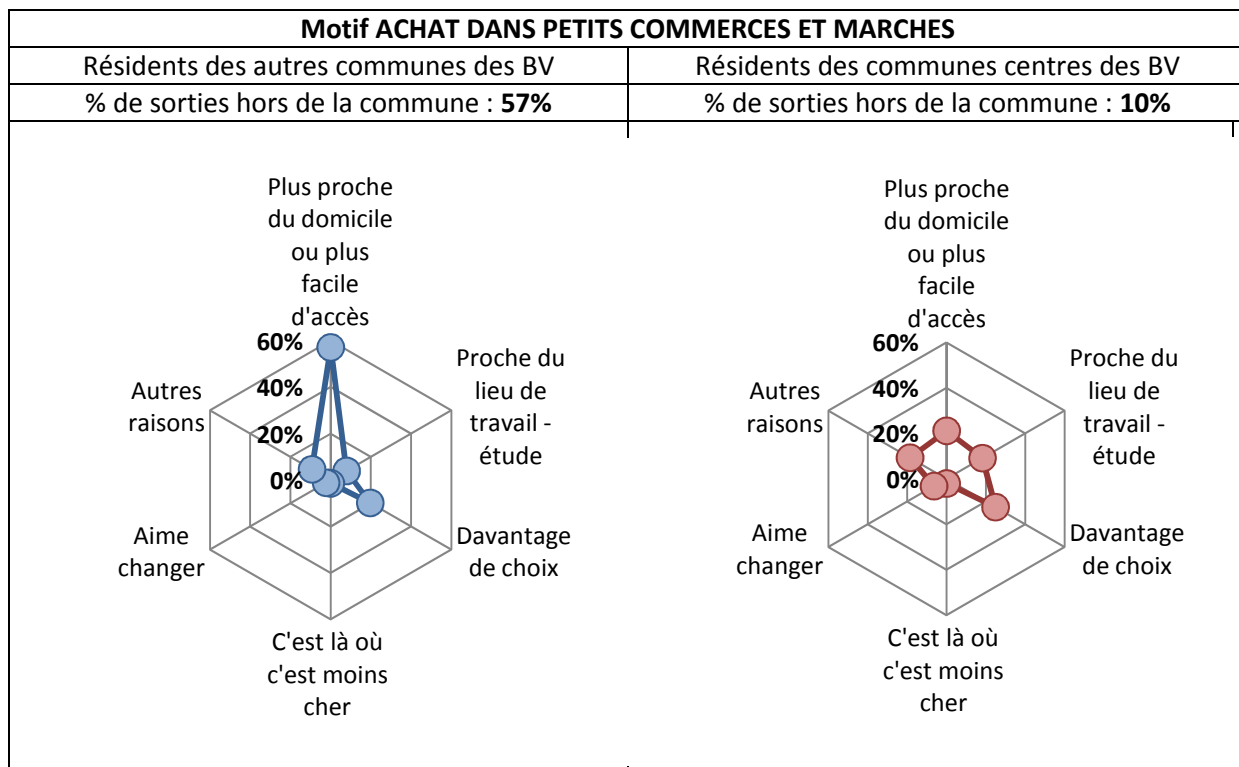 Motif ACHAT DANS PETITS COMMERCES ET MARCHES
Résidents des autres communes des BV
Résidents des communes centres des BV
% de sorties hors de la commune : 57%
% de sorties hors de la commune : 10%
Plus proche
du domicile
ou plus
facile
d'accès
60%
40%
20%
0%
Proche du
lieu de
travail -
étude
Davantage
de choix
C'est là où
c'est moins
cher
Aime
changer
Autres
raisons
Plus proche
du domicile
ou plus
facile
d'accès
60%
40%
20%
0%
Proche du
lieu de
travail -
étude
Davantage
de choix
C'est là où
c'est moins
cher
Aime
changer
Autres
raisons